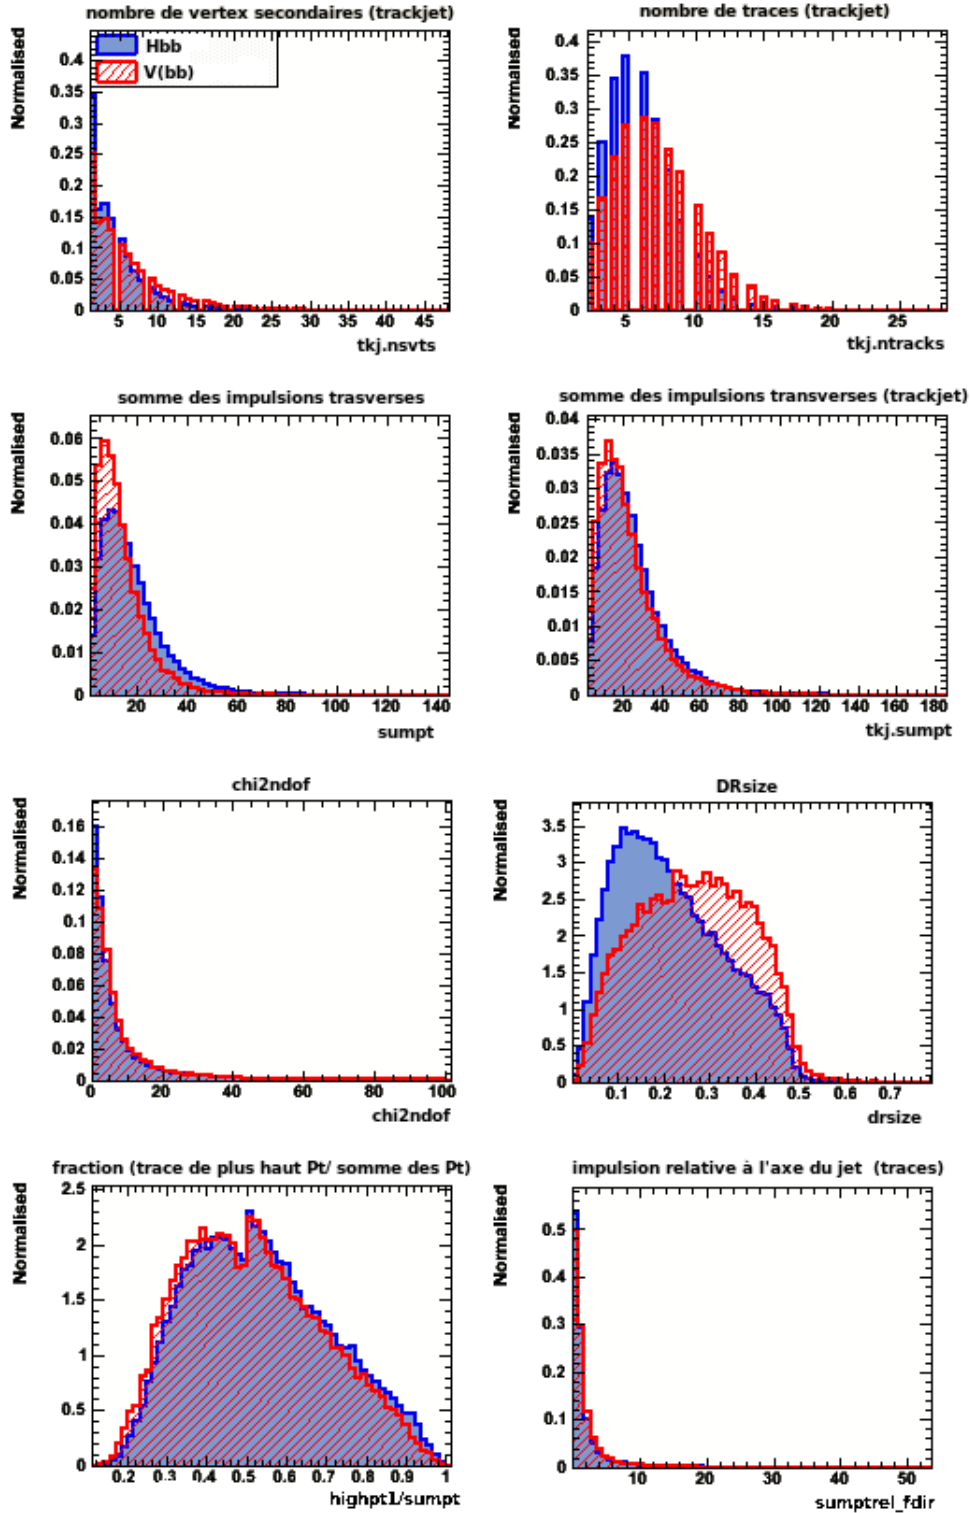 nombre de vertex secondaires (trackjet)
Normalised
Hbb
V(bb)
0.4
0.35
0.3
0.25
0.2
0.15
0.1
0.05
0
5 10 15 20 25 30 35 40 45
tkj.nsvts
nombre de traces (trackjet)
Normalised
0.4
0.35
0.3
0.25
0.2
0.15
0.1
0.05
0
5 10 15 20 25
tkj.ntracks
somme des impulsions trasverses
Normalised
0.06
0.05
0.04
0.03
0.02
0.01
0
20 40 60 80 100 120 140
sumpt
somme des impulsions transverses (trackjet)
Normalised
0.04
0.035
0.03
0.025
0.02
0.015
0.01
0.005
0
20 40 60 80 100 120 140 160 180
tkj.sumpt
chi2ndof
Normalised
0.16
0.14
0.12
0.1
0.08
0.06
0.04
0.02
0
0 20 40 60 80 100
chi2ndof
DRsize
Normalised
3.5
3
2.5
2
1.5
1
0.5
0
0.1 0.2 0.3 0.4 0.5 0.6 0.7
drsize
fraction (trace de plus haut Pt/ somme des Pt)
Normalised
2.5
2
1.5
1
0.5
0
0.2 0.3 0.4 0.5 0.6 0.7 0.8 0.9 1
highpt1/sumpt
impulsion relative à l'axe du jet (traces)
Normalised
0.5
0.4
0.3
0.2
0.1
0
10 20 30 40 50
sumptrel_fdir